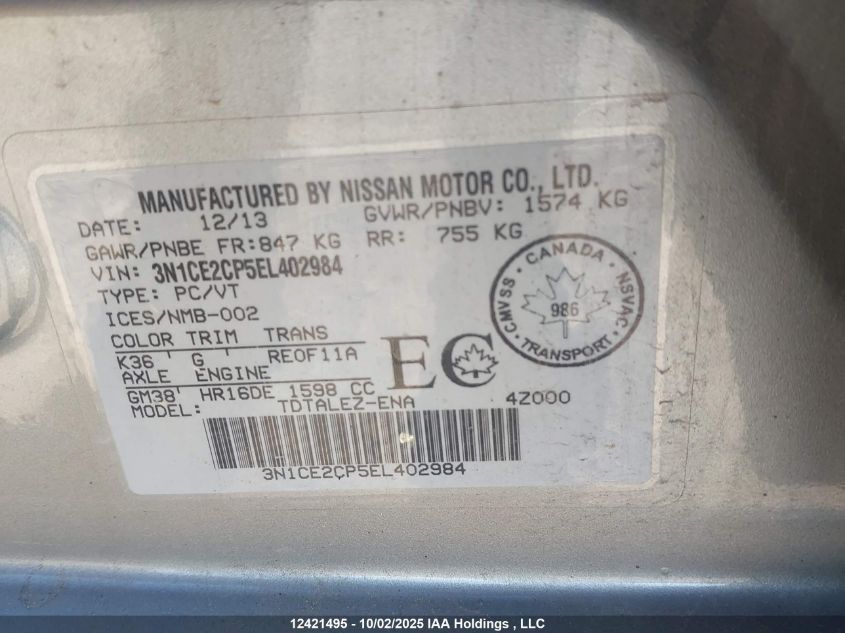 MANUFACTURED BY NISSAN MOTOR CO., LTD.
DATE: 12/13 GVWR/PNBV: 1574 KG
GAWR/PNBE FR: 847 KG RR: 755 KG
VIN: 3N1CE2CP5EL402984
TYPE: PC/VT
ICES/NMB-002
COLOR TRIM TRANS
K36 G RE0F11A
AXLE ENGINE
GM38 HR16DE 1598 CC
MODEL: TDTALEZ-ENA 4Z000
3N1CE2CP5EL402984
EC
CANADA
CMVSS NSVAC
986
TRANSPORT
12421495 - 10/02/2025 IAA Holdings , LLC